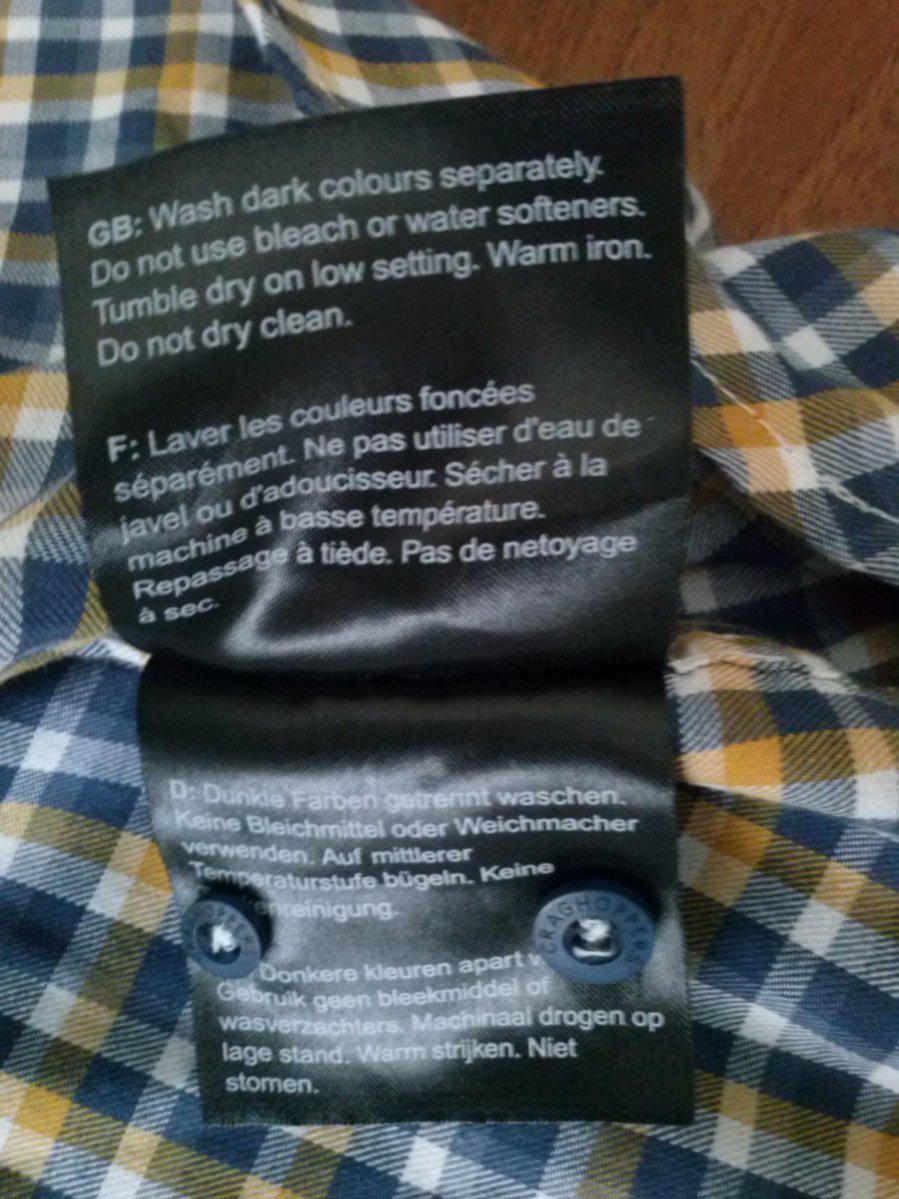 GB: Wash dark colours separately.
Do not use bleach or water softeners.
Tumble dry on low setting. Warm iron.
Do not dry clean.
F: Laver les couleurs foncées
séparément. Ne pas utiliser d'eau de
javel ou d'adoucisseur. Sécher à la
machine à basse température.
Repassage à tiède. Pas de netoyage
à sec.
D: Dunkle Farben getrennt waschen.
Keine Bleichmittel oder Weichmacher
verwenden. Auf mittlerer
Temperaturstufe bügeln. Keine
CRAGHOPPERS
Donkere kleuren apart
Gebruik geen bleekmiddel of
wasverzachters. Machinaal drogen op
lage stand. Warm strijken. Niet
stomen.